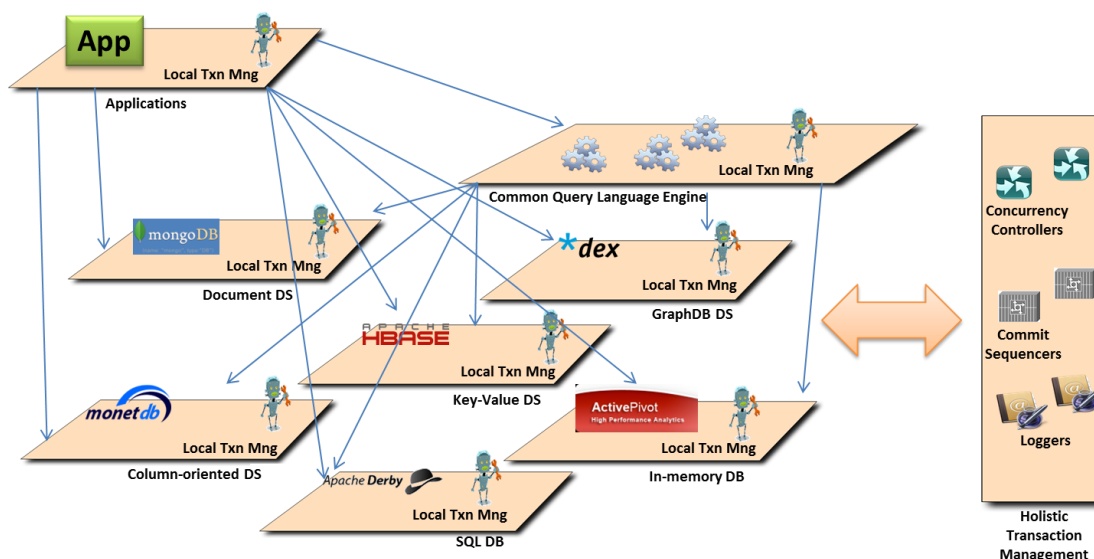 App
Local Txn Mng
Applications
Local Txn Mng
Common Query Language Engine
mongoDB
Local Txn Mng
Document DS
*dex
Local Txn Mng
GraphDB DS
APACHE
HBASE
Local Txn Mng
Key-Value DS
monetdb
Local Txn Mng
Column-oriented DS
ActivePivot
High Performance Analytics
Local Txn Mng
In-memory DB
Apache Derby
Local Txn Mng
SQL DB
Concurrency
Controllers
Commit
Sequencers
Loggers
Holistic
Transaction
Management